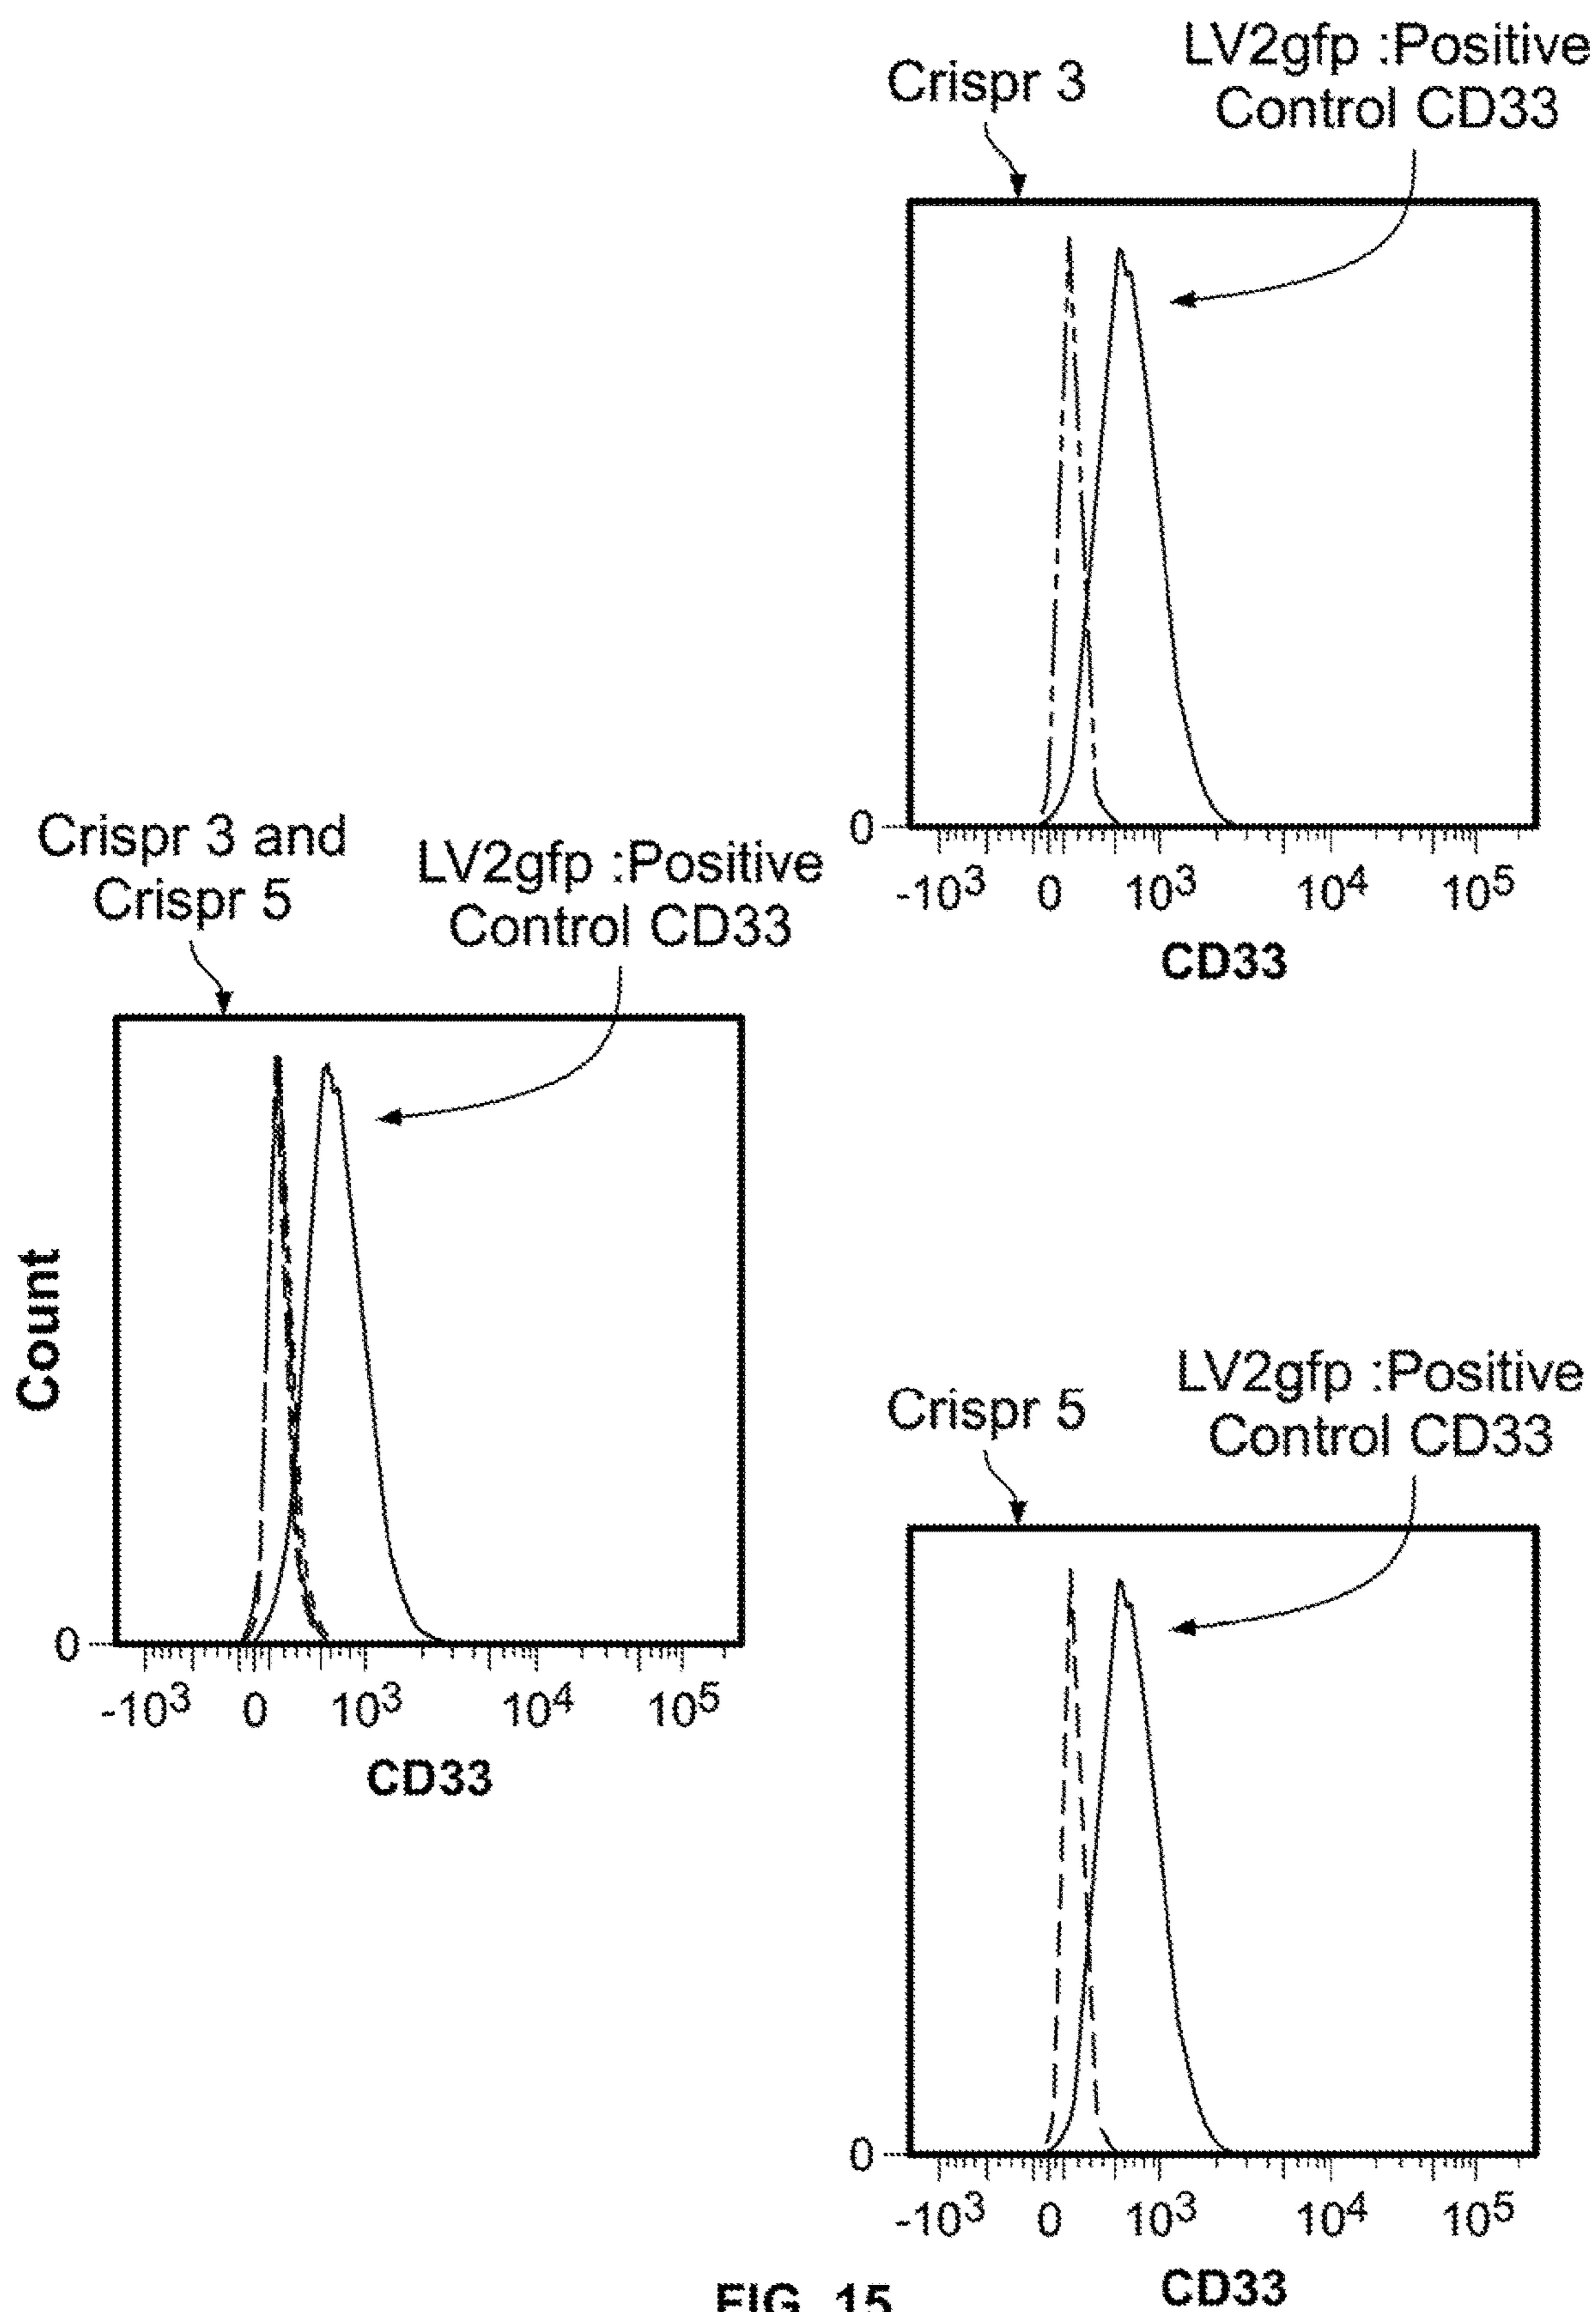 Crispr 3
LV2gfp :Positive
Control CD33
0
-10³ 0 10³ 10⁴ 10⁵
CD33
Crispr 3 and
Crispr 5
LV2gfp :Positive
Control CD33
Count
0
-10³ 0 10³ 10⁴ 10⁵
CD33
Crispr 5
LV2gfp :Positive
Control CD33
0
-10³ 0 10³ 10⁴ 10⁵
CD33
FIG. 15